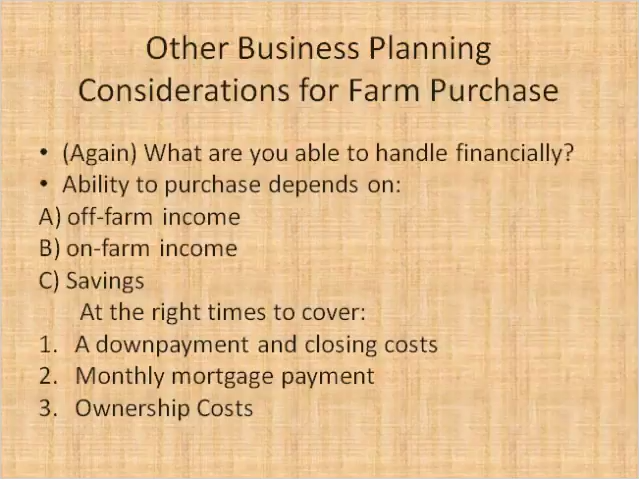 Other Business Planning
Considerations for Farm Purchase
• (Again) What are you able to handle financially?
• Ability to purchase depends on:
A) off-farm income
B) on-farm income
C) Savings
At the right times to cover:
1. A downpayment and closing costs
2. Monthly mortgage payment
3. Ownership Costs